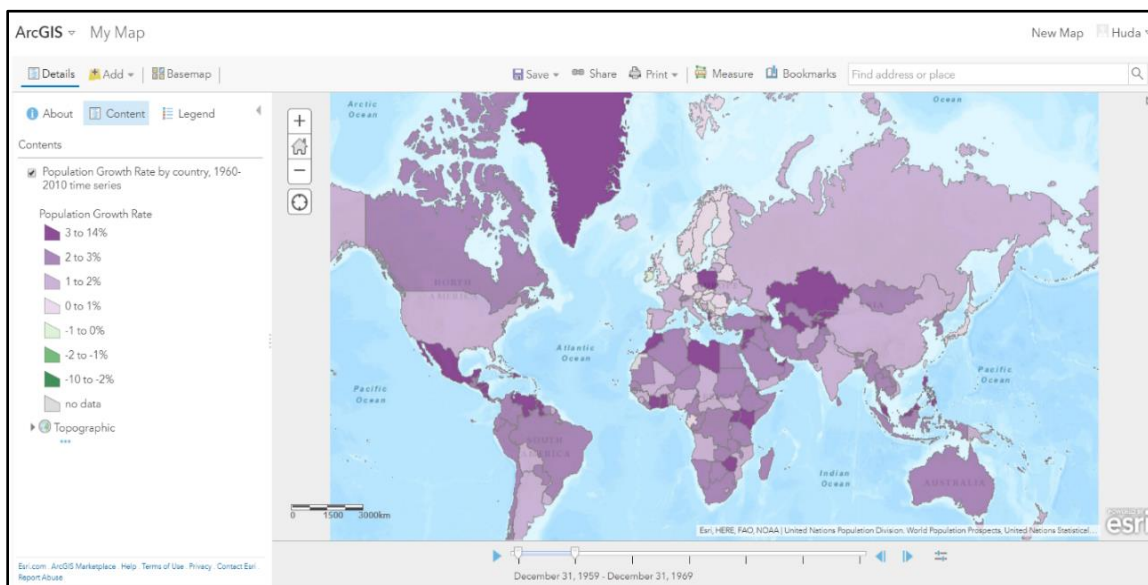 ArcGIS My Map
New Map Huda
Details Add Basemap
Save Share Print Measure Bookmarks Find address or place
About Content Legend
Contents
Population Growth Rate by country, 1960-
2010 time series
Population Growth Rate
3 to 14%
2 to 3%
1 to 2%
0 to 1%
-1 to 0%
-2 to -1%
-10 to -2%
no data
Topographic
Esri.com . ArcGIS Marketplace . Help . Terms of Use . Privacy . Contact Esri .
Report Abuse
Arctic
Ocean
Ocean
NORTH
AMERICA
Atlantic
Ocean
Pacific
Ocean
Pacific
Ocean
SOUTH
AMERICA
Indian
Ocean
AUSTRALIA
0 1500 3000km
Esri, HERE, FAO, NOAA | United Nations Population Division. World Population Prospects, United Nations Statistical...
esri
December 31, 1959 - December 31, 1969